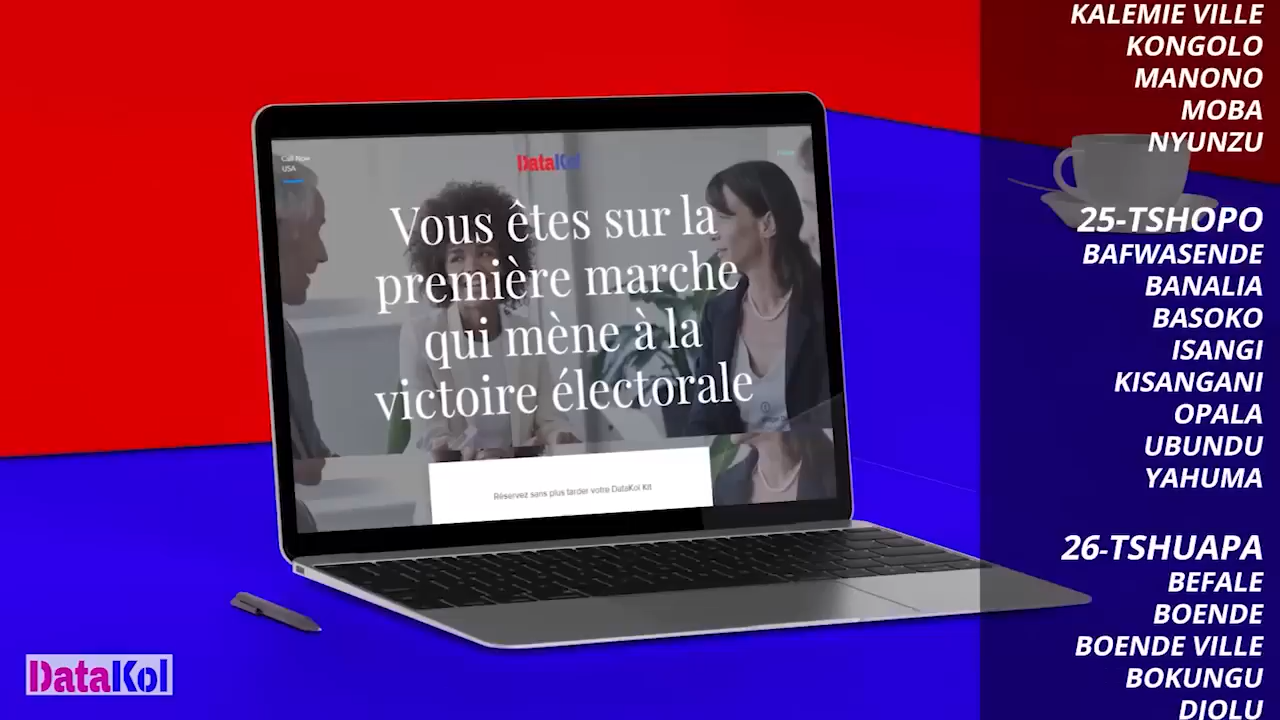 Call Now
USA
DataKol
Vous êtes sur la
première marche
qui mène à la
victoire électorale
Réservez sans plus tarder votre DataKol Kit
DataKol
KALEMIE VILLE
KONGOLO
MANONO
MOBA
NYUNZU
25-TSHOPO
BAFWASENDE
BANALIA
BASOKO
ISANGI
KISANGANI
OPALA
UBUNDU
YAHUMA
26-TSHUAPA
BEFALE
BOENDE
BOENDE VILLE
BOKUNGU
DJOLU